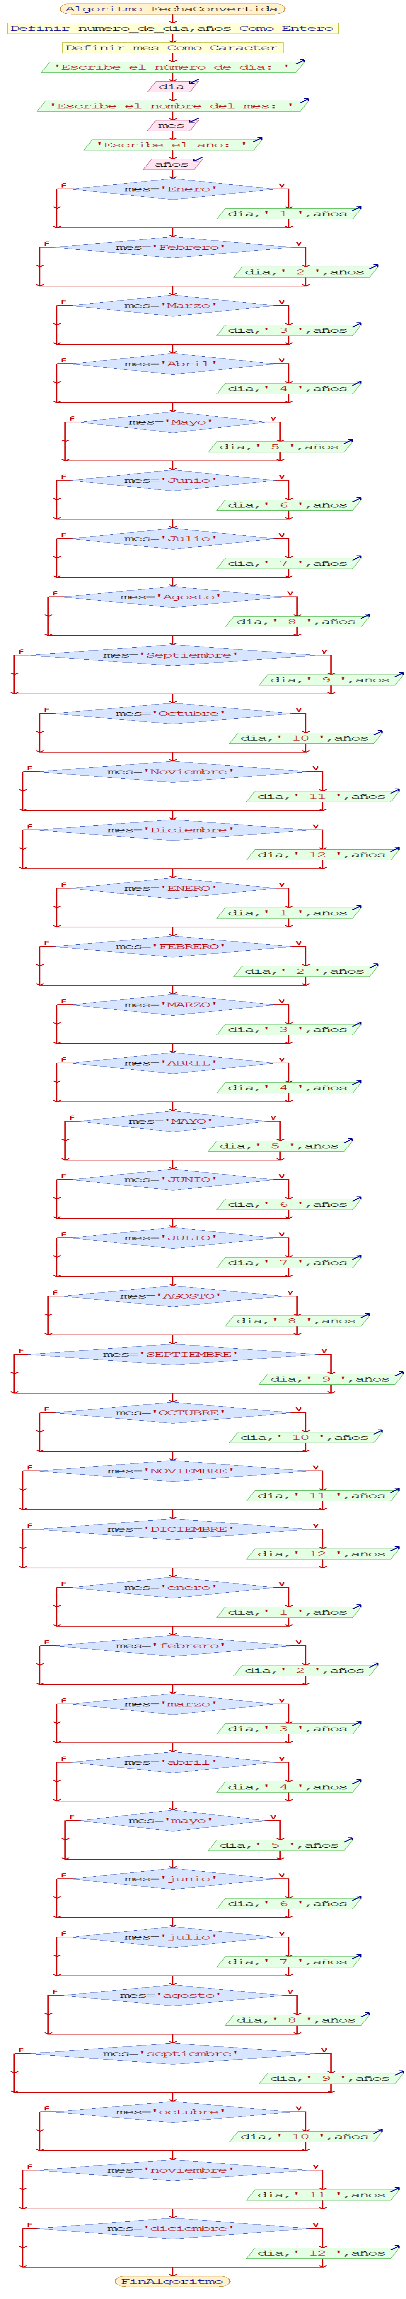 Algoritmo FechaConvertida
Definir numero_de_dia,años Como Entero
Definir mes Como Caracter
'Escribe el número de dia: '
dia
'Escribe el nombre del mes: '
mes
'Escribe el año: '
años
F mes='Enero' V
dia,' 1 ',años
F mes='Febrero' V
dia,' 2 ',años
F mes='Marzo' V
dia,' 3 ',años
F mes='Abril' V
dia,' 4 ',años
F mes='Mayo' V
dia,' 5 ',años
F mes='Junio' V
dia,' 6 ',años
F mes='Julio' V
dia,' 7 ',años
F mes='Agosto' V
dia,' 8 ',años
F mes='Septiembre' V
dia,' 9 ',años
F mes='Octubre' V
dia,' 10 ',años
F mes='Noviembre' V
dia,' 11 ',años
F mes='Diciembre' V
dia,' 12 ',años
F mes='ENERO' V
dia,' 1 ',años
F mes='FEBRERO' V
dia,' 2 ',años
F mes='MARZO' V
dia,' 3 ',años
F mes='ABRIL' V
dia,' 4 ',años
F mes='MAYO' V
dia,' 5 ',años
F mes='JUNIO' V
dia,' 6 ',años
F mes='JULIO' V
dia,' 7 ',años
F mes='AGOSTO' V
dia,' 8 ',años
F mes='SEPTIEMBRE' V
dia,' 9 ',años
F mes='OCTUBRE' V
dia,' 10 ',años
F mes='NOVIEMBRE' V
dia,' 11 ',años
F mes='DICIEMBRE' V
dia,' 12 ',años
F mes='enero' V
dia,' 1 ',años
F mes='febrero' V
dia,' 2 ',años
F mes='marzo' V
dia,' 3 ',años
F mes='abril' V
dia,' 4 ',años
F mes='mayo' V
dia,' 5 ',años
F mes='junio' V
dia,' 6 ',años
F mes='julio' V
dia,' 7 ',años
F mes='agosto' V
dia,' 8 ',años
F mes='septiembre' V
dia,' 9 ',años
F mes='octubre' V
dia,' 10 ',años
F mes='noviembre' V
dia,' 11 ',años
F mes='diciembre' V
dia,' 12 ',años
FinAlgoritmo